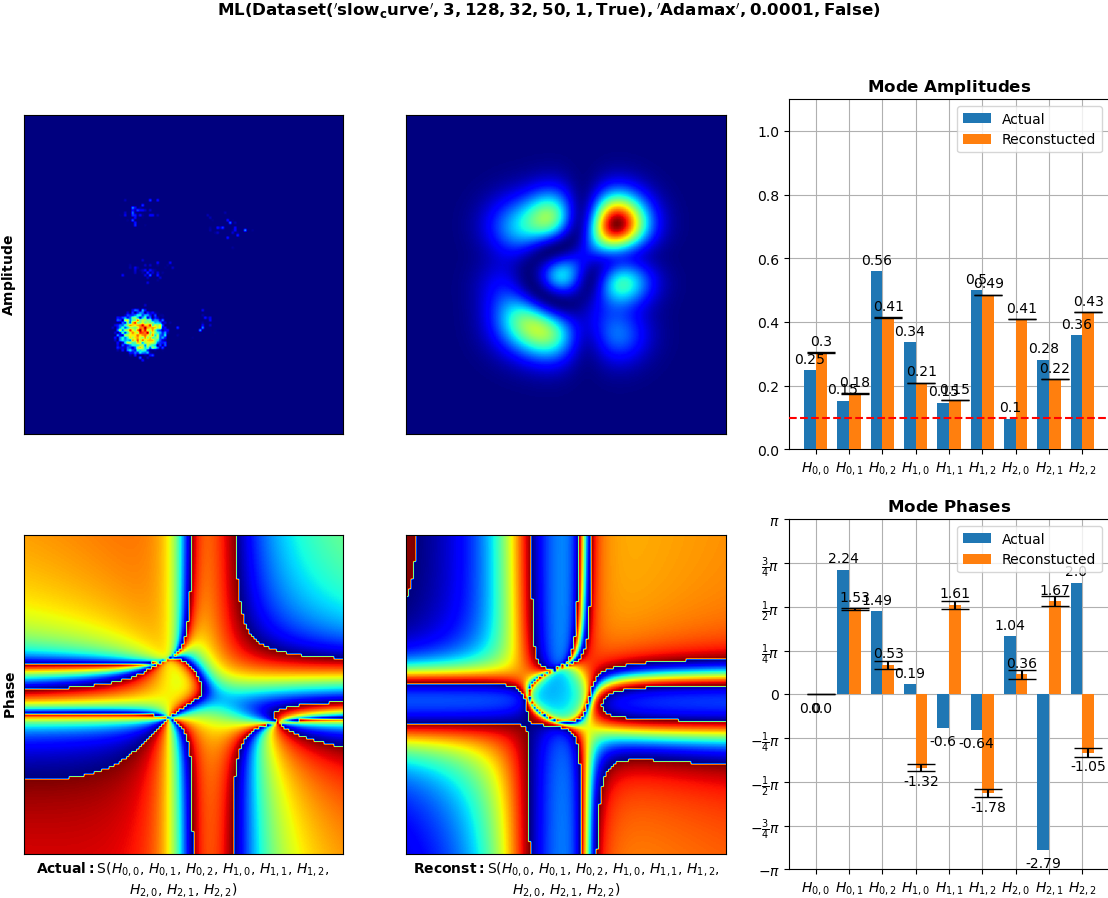 ML(Dataset('slow_curve', 3, 128, 32, 50, 1, True), 'Adamax', 0.0001, False)
Amplitude
Mode Amplitudes
Actual
Reconstucted
1.0
0.8
0.6
0.4
0.2
0.0
0.25 0.15 0.56 0.34 0.15 0.5 0.1 0.28 0.36
0.3 0.18 0.41 0.21 0.15 0.49 0.41 0.22 0.43
H0,0 H0,1 H0,2 H1,0 H1,1 H1,2 H2,0 H2,1 H2,2
Phase
Actual: S(H0,0, H0,1, H0,2, H1,0, H1,1, H1,2,
H2,0, H2,1, H2,2)
Reconst: S(H0,0, H0,1, H0,2, H1,0, H1,1, H1,2,
H2,0, H2,1, H2,2)
Mode Phases
Actual
Reconstucted
π
3/4π
1/2π
1/4π
0
−1/4π
−1/2π
−3/4π
−π
0.0 2.24 1.49 0.19 -0.6 -0.64 1.04 -2.79 2.0
0.0 1.53 0.53 -1.32 1.61 -1.78 0.36 1.67 -1.05
H0,0 H0,1 H0,2 H1,0 H1,1 H1,2 H2,0 H2,1 H2,2